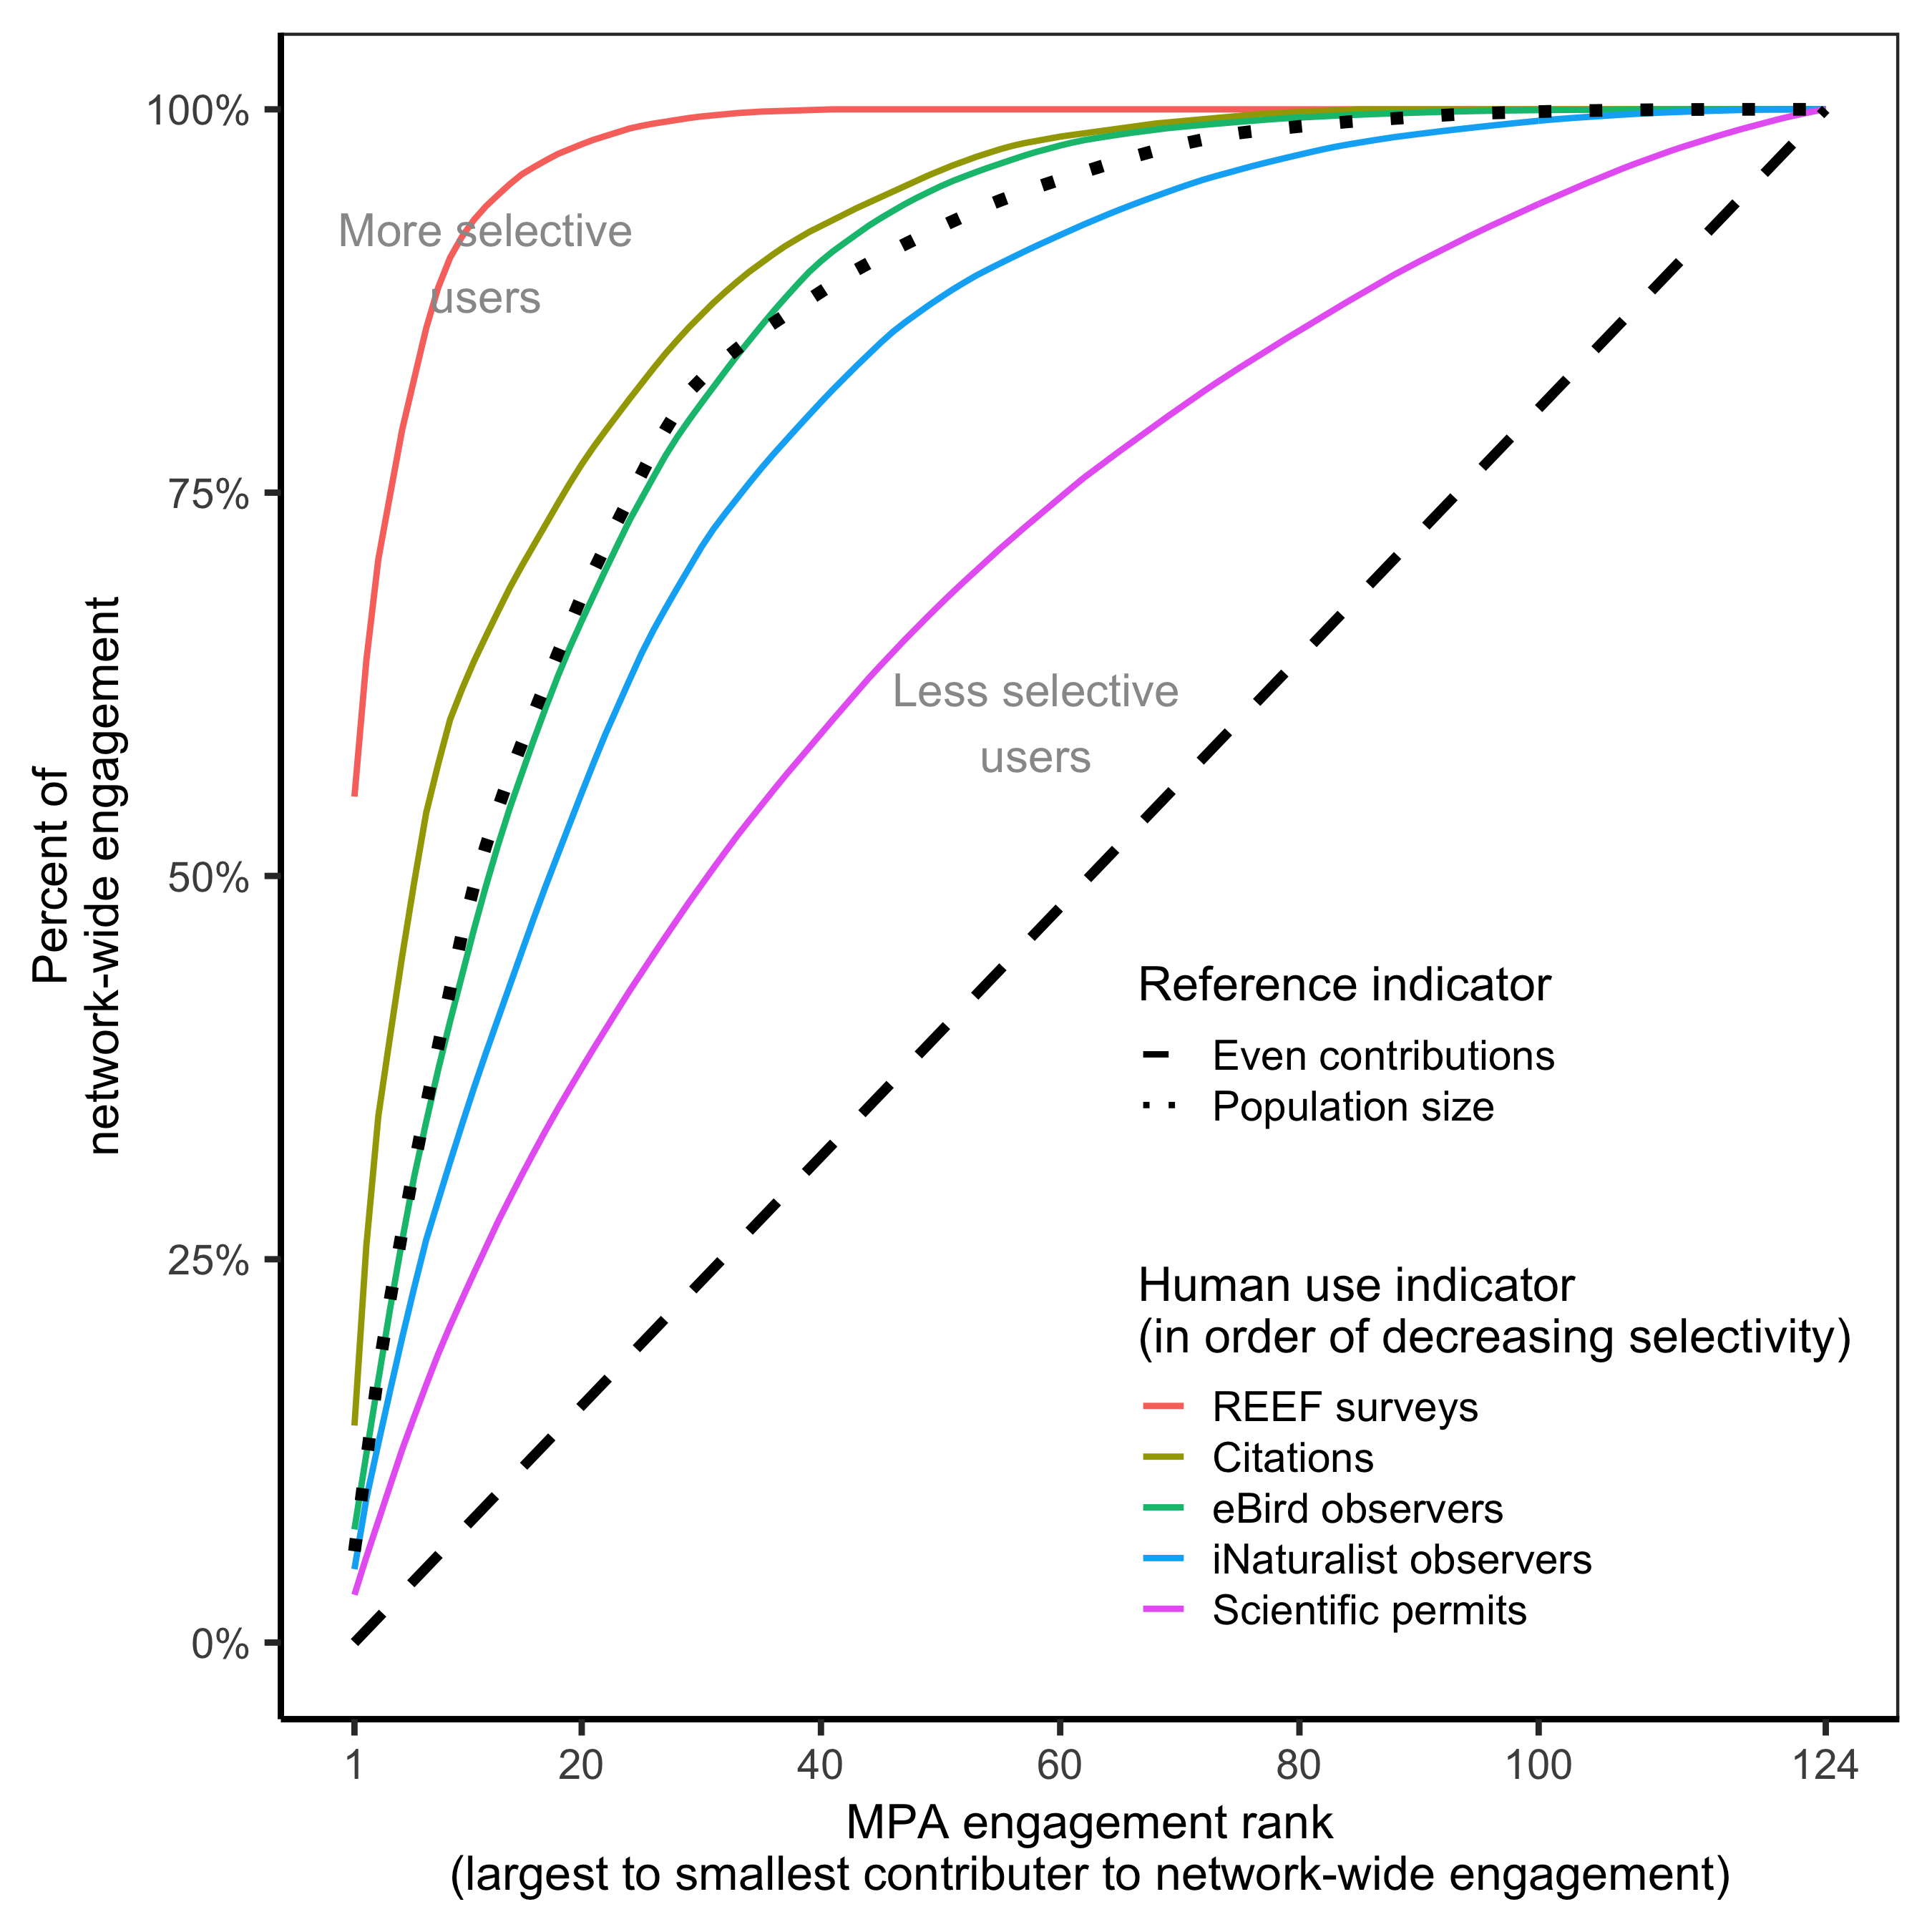 100%
75%
50%
25%
0%
Percent of
network-wide engagement
More selective
users
Less selective
users
Reference indicator
Even contributions
Population size
Human use indicator
(in order of decreasing selectivity)
REEF surveys
Citations
eBird observers
iNaturalist observers
Scientific permits
1 20 40 60 80 100 124
MPA engagement rank
(largest to smallest contributer to network-wide engagement)